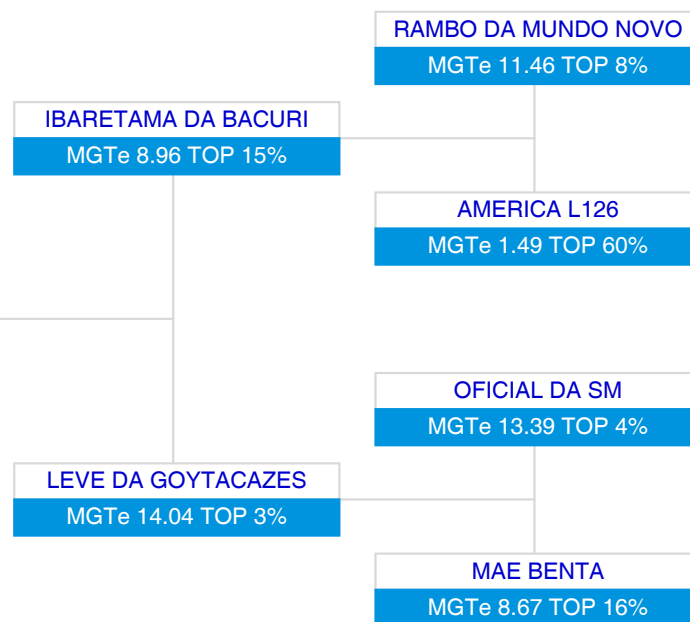 RAMBO DA MUNDO NOVO
MGTe 11.46 TOP 8%
IBARETAMA DA BACURI
MGTe 8.96 TOP 15%
AMERICA L126
MGTe 1.49 TOP 60%
OFICIAL DA SM
MGTe 13.39 TOP 4%
LEVE DA GOYTACAZES
MGTe 14.04 TOP 3%
MAE BENTA
MGTe 8.67 TOP 16%